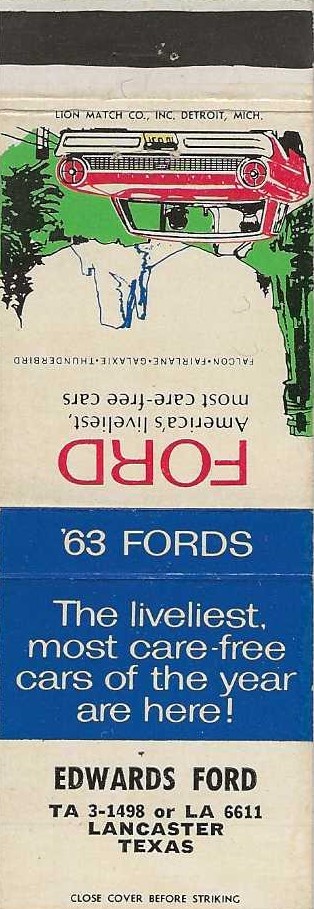 LION MATCH CO., INC. DETROIT, MICH.
FORD
America's liveliest,
most care-free cars
FALCON•FAIRLANE•GALAXIE•THUNDERBIRD
'63 FORDS
The liveliest,
most care-free
cars of the year
are here!
EDWARDS FORD
TA 3-1498 or LA 6611
LANCASTER
TEXAS
CLOSE COVER BEFORE STRIKING